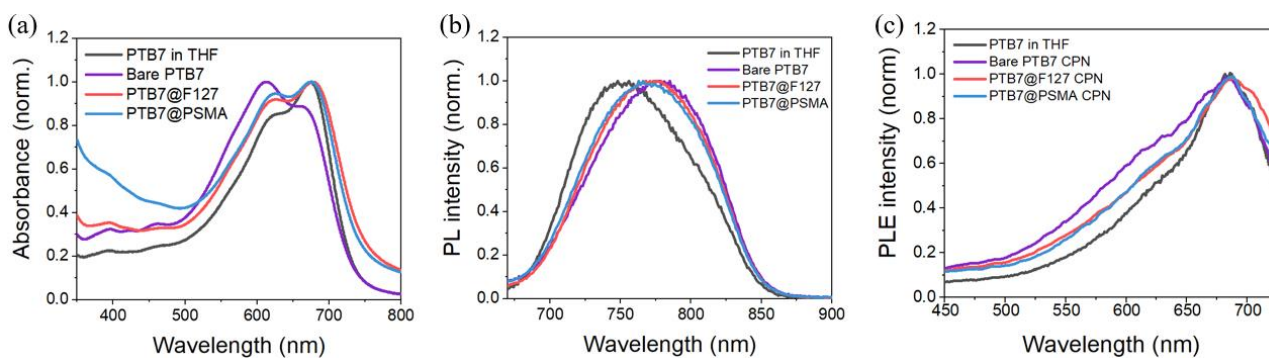 (a)
Absorbance (norm.)
1.2
1.0
0.8
0.6
0.4
0.2
0.0
PTB7 in THF
Bare PTB7
PTB7@F127
PTB7@PSMA
400
500
600
700
800
Wavelength (nm)
(b)
PL intensity (norm.)
1.2
1.0
0.8
0.6
0.4
0.2
0.0
PTB7 in THF
Bare PTB7
PTB7@F127
PTB7@PSMA
700
750
800
850
900
Wavelength (nm)
(c)
PLE intensity (norm)
1.2
1.0
0.8
0.6
0.4
0.2
0.0
PTB7 in THF
Bare PTB7 CPN
PTB7@F127 CPN
PTB7@PSMA CPN
450
500
550
600
650
700
Wavelength (nm)